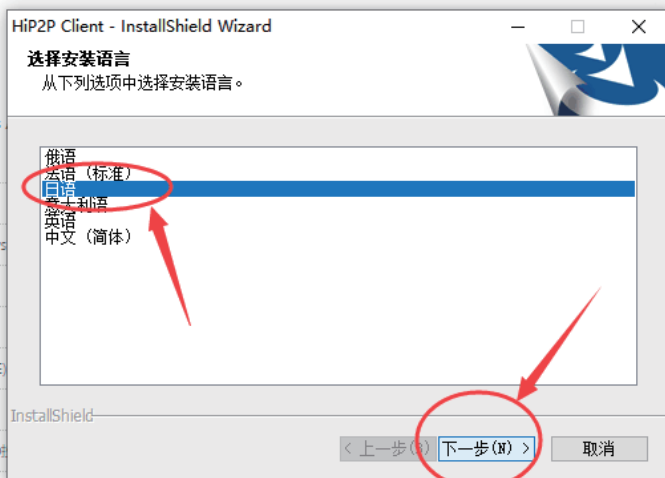 HiP2P Client - InstallShield Wizard
选择安装语言
从下列选项中选择安装语言。
俄语
法语（标准）
日语
意大利语
英语
中文（简体）
InstallShield
< 上一步(B)
下一步(N) >
取消